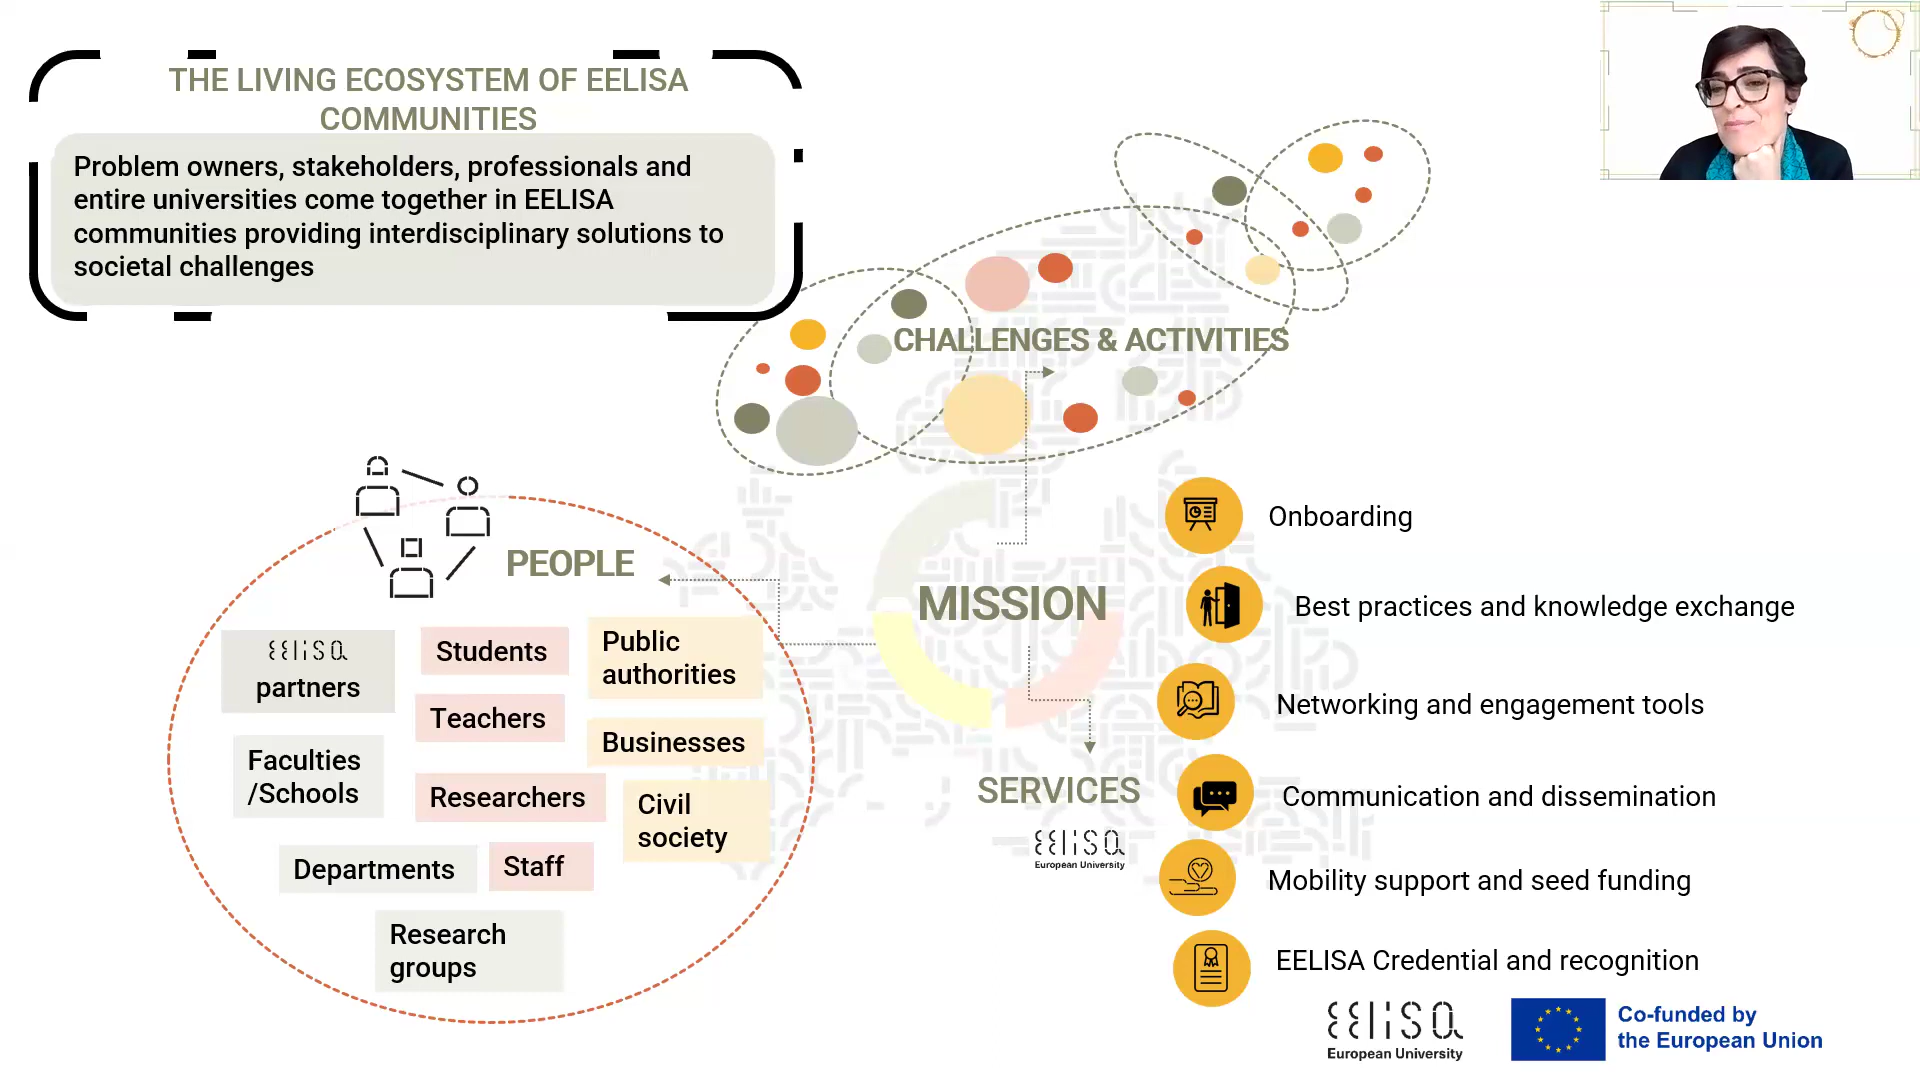 THE LIVING ECOSYSTEM OF EELISA
COMMUNITIES
Problem owners, stakeholders, professionals and
entire universities come together in EELISA
communities providing interdisciplinary solutions to
societal challenges
CHALLENGES & ACTIVITIES
PEOPLE
EELISA
partners
Students
Public
authorities
Teachers
Businesses
Faculties
/Schools
Researchers
Civil
society
Departments
Staff
Research
groups
MISSION
SERVICES
EELISA
European University
Onboarding
Best practices and knowledge exchange
Networking and engagement tools
Communication and dissemination
Mobility support and seed funding
EELISA Credential and recognition
EELISA
European University
Co-funded by
the European Union